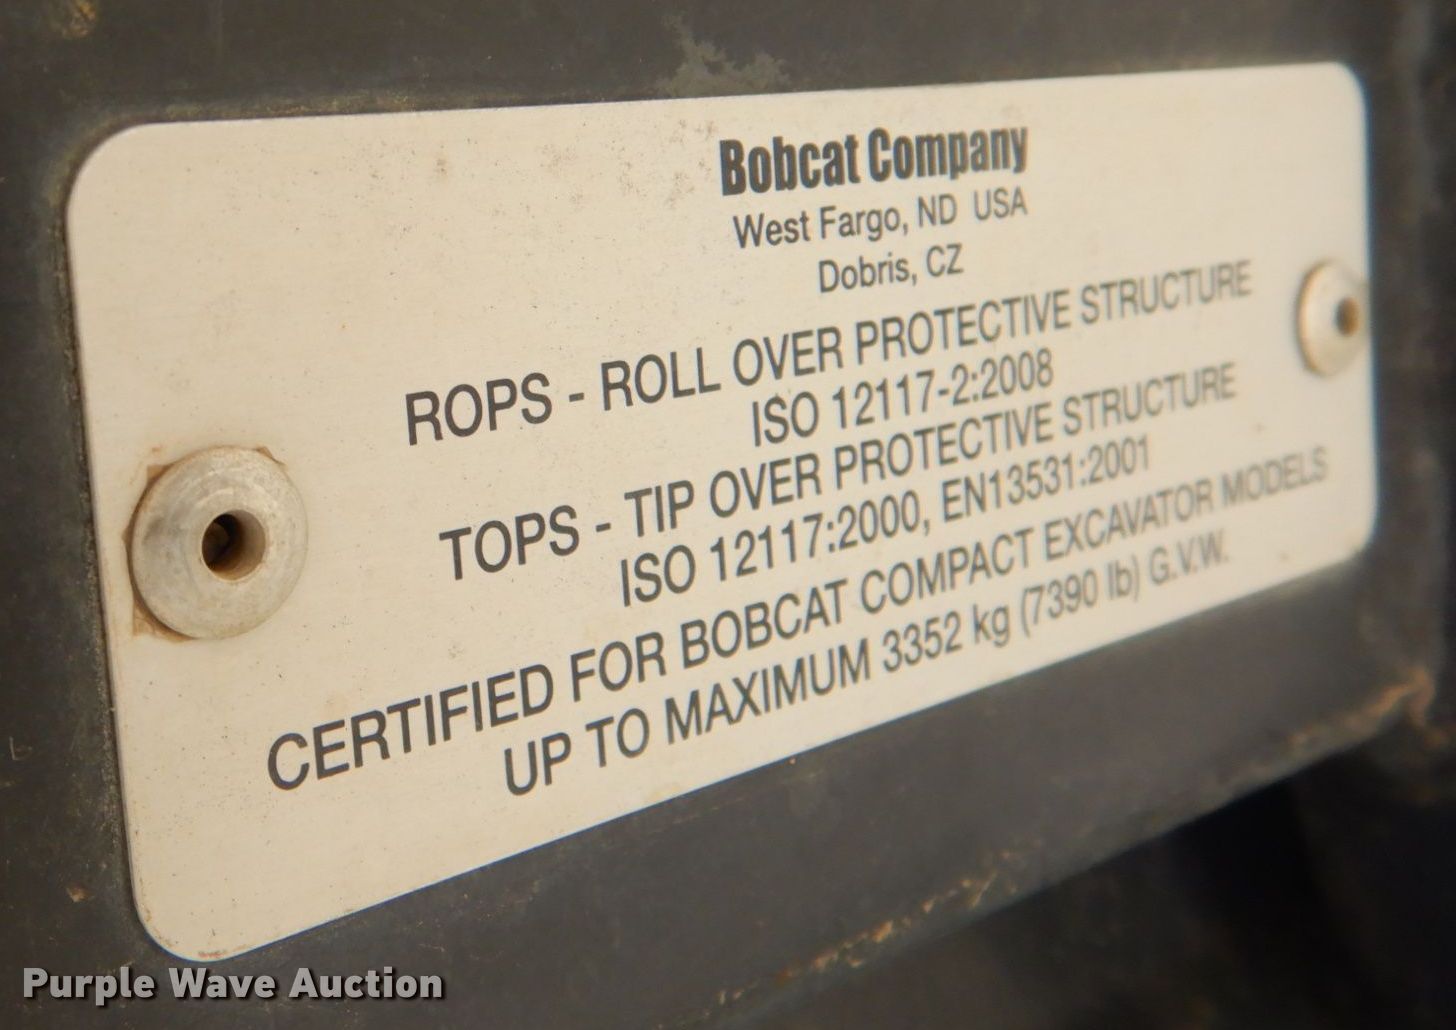 Bobcat Company
West Fargo, ND USA
Dobris, CZ
ROPS - ROLL OVER PROTECTIVE STRUCTURE
ISO 12117-2:2008
TOPS - TIP OVER PROTECTIVE STRUCTURE
ISO 12117:2000, EN13531:2001
CERTIFIED FOR BOBCAT COMPACT EXCAVATOR MODELS
UP TO MAXIMUM 3352 kg (7390 lb) G.V.W.
Purple Wave Auction